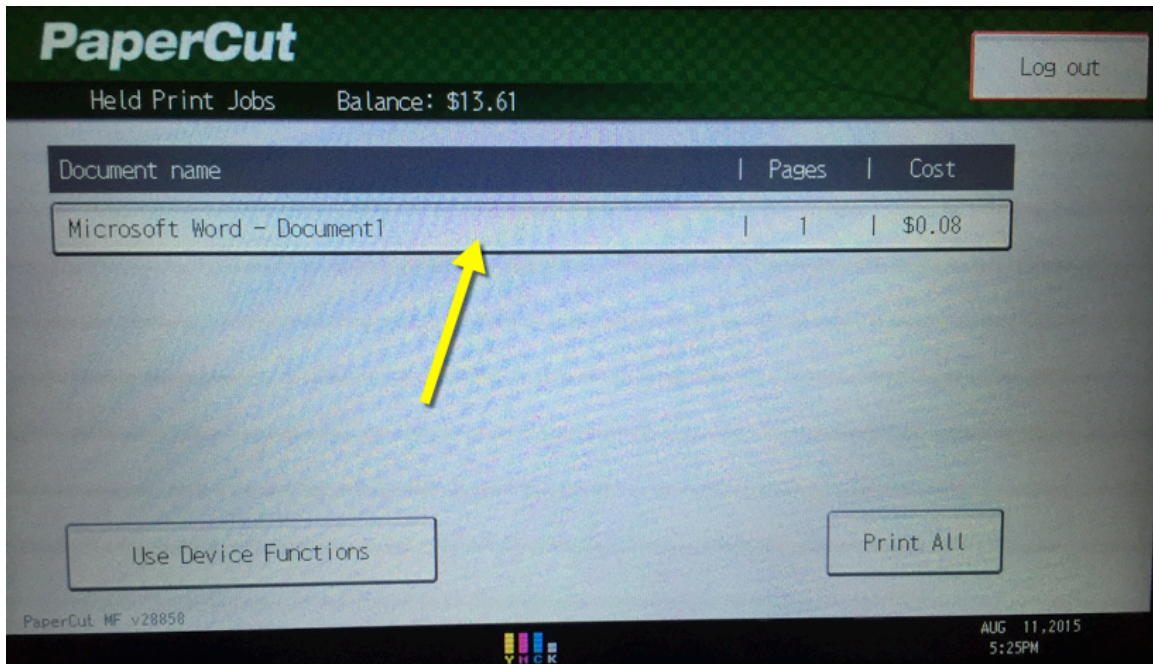 PaperCut
Log out
Held Print Jobs Balance: $13.61
Document name | Pages | Cost
Microsoft Word - Document1 | 1 | $0.08
Use Device Functions Print All
PaperCut MF v28858
AUG 11,2015
5:25PM
Y M C K